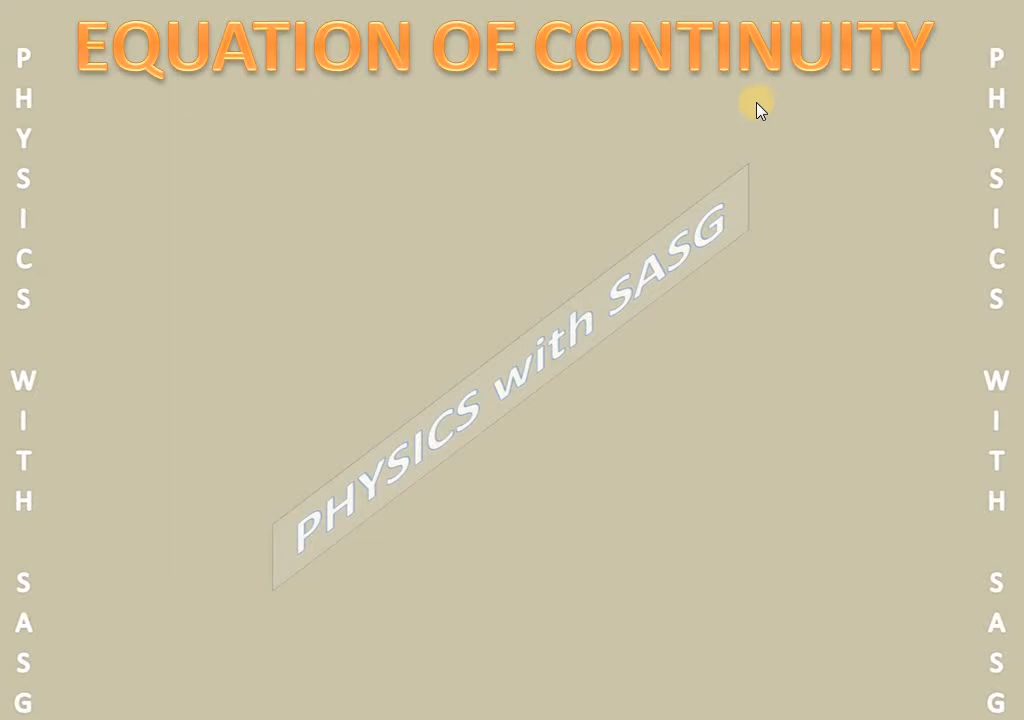 EQUATION OF CONTINUITY
PHYSICS WITH SASG
PHYSICS with SASG
PHYSICS WITH SASG